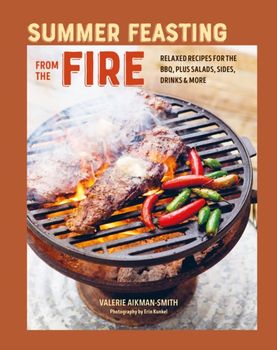 SUMMER FEASTING
FROM THE FIRE
RELAXED RECIPES FOR THE
BBQ, PLUS SALADS, SIDES,
DRINKS & MORE
VALERIE AIKMAN-SMITH
Photography by Erin Kunkel